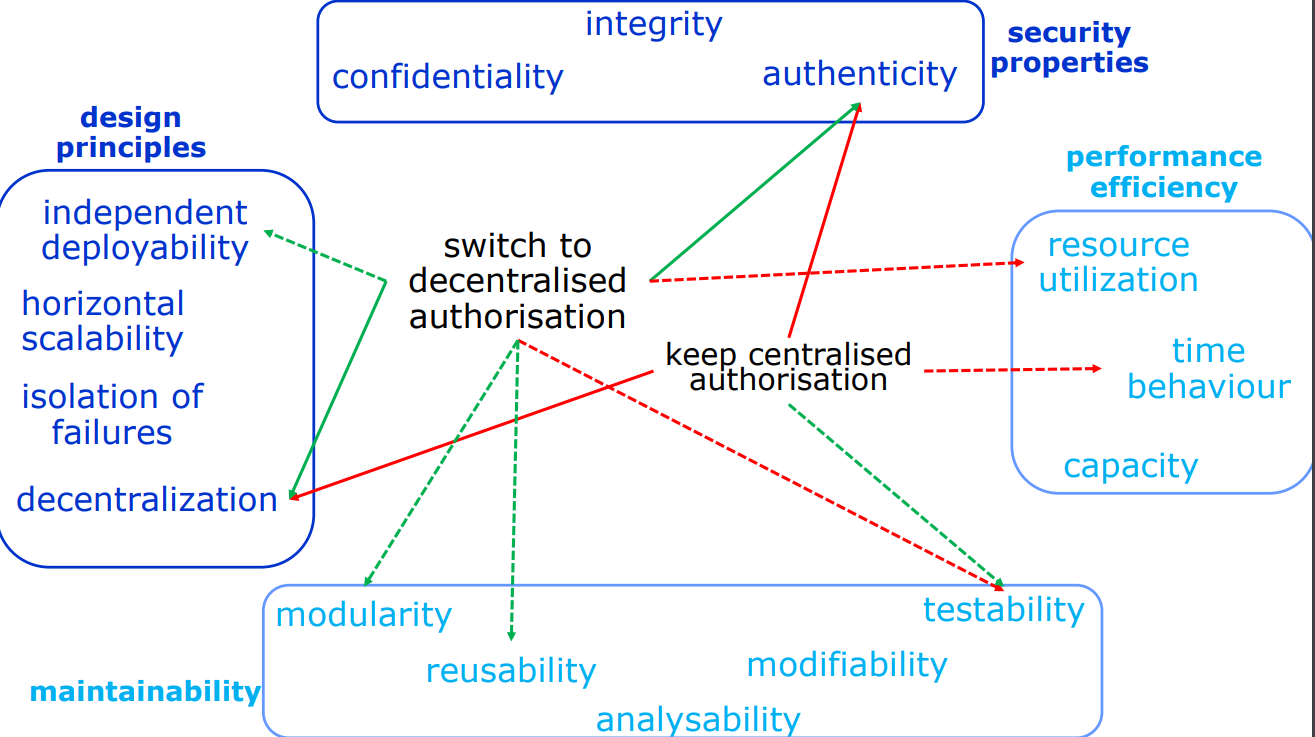 integrity
confidentiality
authenticity
security
properties
design
principles
independent
deployability
horizontal
scalability
isolation of
failures
decentralization
switch to
decentralised
authorisation
keep centralised
authorisation
performance
efficiency
resource
utilization
time
behaviour
capacity
maintainability
modularity
testability
reusability
modifiability
analysability